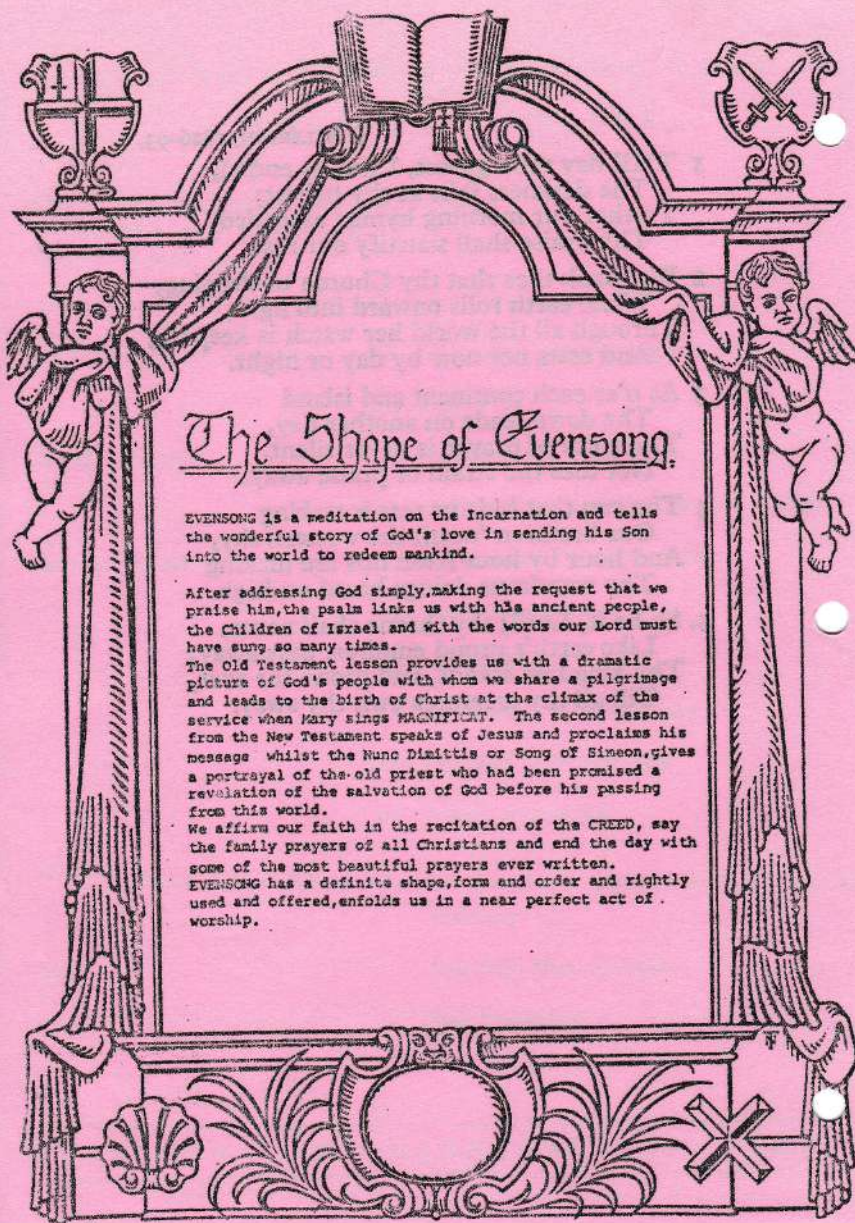 The Shape of Evensong.
EVENSONG is a meditation on the Incarnation and tells
the wonderful story of God's love in sending his Son
into the world to redeem mankind.
After addressing God simply,making the request that we
praise him,the psalm links us with his ancient people,
the Children of Israel and with the words our Lord must
have sung so many times.
The Old Testament lesson provides us with a dramatic
picture of God's people with whom we share a pilgrimage
and leads to the birth of Christ at the climax of the
service when Mary sings MAGNIFICAT. The second lesson
from the New Testament speaks of Jesus and proclaims his
message whilst the Nunc Dimittis or Song of Simeon,gives
a portrayal of the old priest who had been promised a
revelation of the salvation of God before his passing
from this world.
We affirm our faith in the recitation of the CREED, say
the family prayers of all Christians and end the day with
some of the most beautiful prayers ever written.
EVENSONG has a definite shape,form and order and rightly
used and offered,enfolds us in a near perfect act of .
worship.